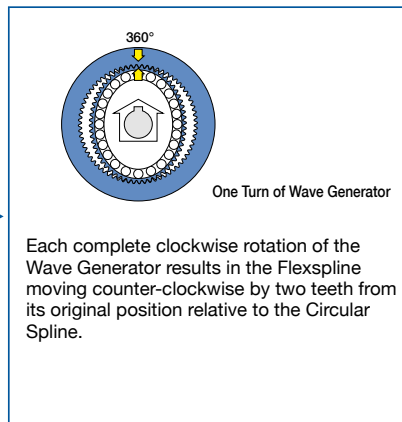 360°
One Turn of Wave Generator
Each complete clockwise rotation of the
Wave Generator results in the Flexspline
moving counter-clockwise by two teeth from
its original position relative to the Circular
Spline.